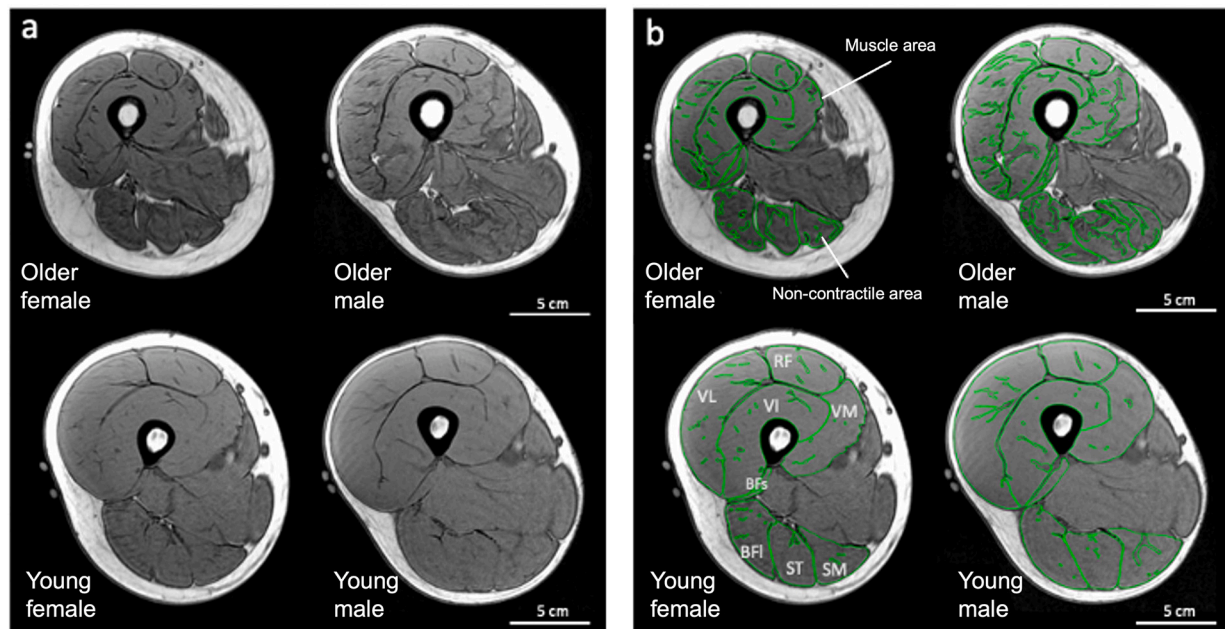 a
Older
female
Older
male
5 cm
Young
female
Young
male
5 cm
b
Muscle area
Older
female
Non-contractile area
Older
male
5 cm
RF
VL
VI
VM
BFs
BFl
ST
SM
Young
female
Young
male
5 cm